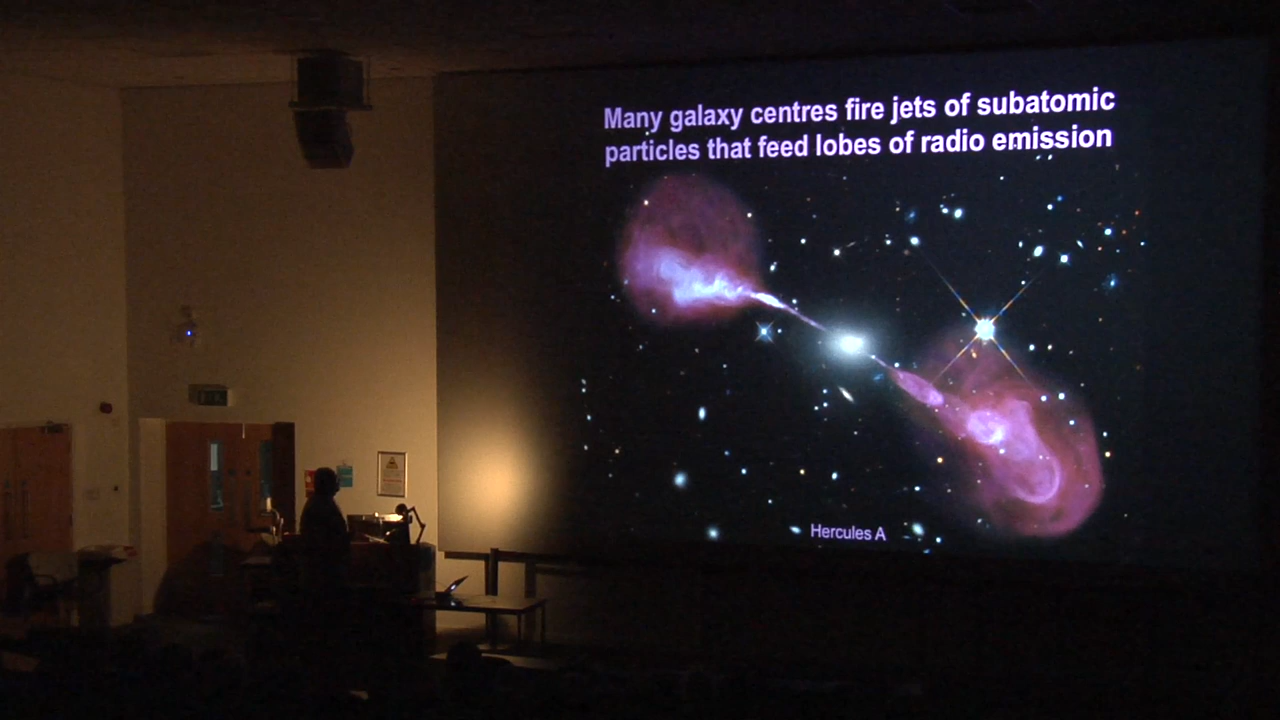 Many galaxy centres fire jets of subatomic
particles that feed lobes of radio emission
Hercules A